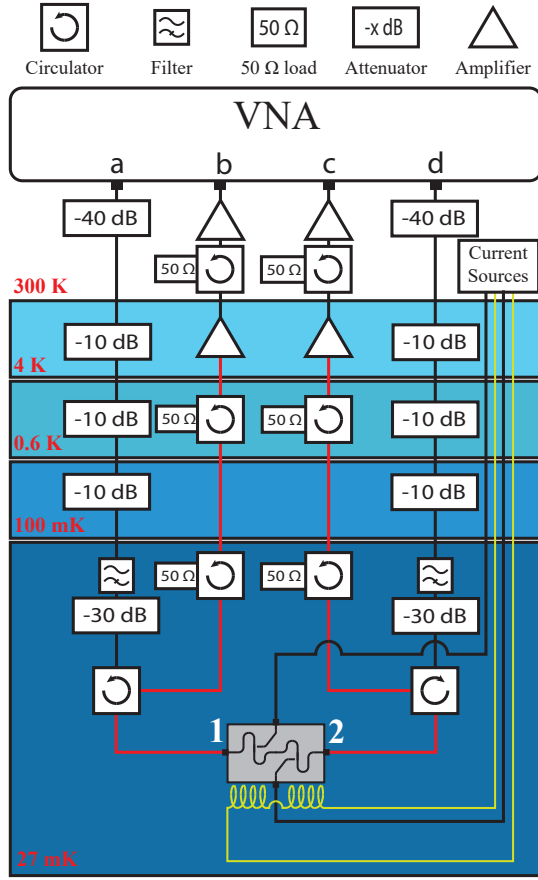 50 Ω
-x dB
Circulator
Filter
50 Ω load
Attenuator
Amplifier
VNA
a
b
c
d
-40 dB
-40 dB
50 Ω
50 Ω
Current
Sources
300 K
-10 dB
-10 dB
4 K
-10 dB
50 Ω
50 Ω
-10 dB
0.6 K
-10 dB
-10 dB
100 mK
50 Ω
50 Ω
-30 dB
-30 dB
1
2
27 mK